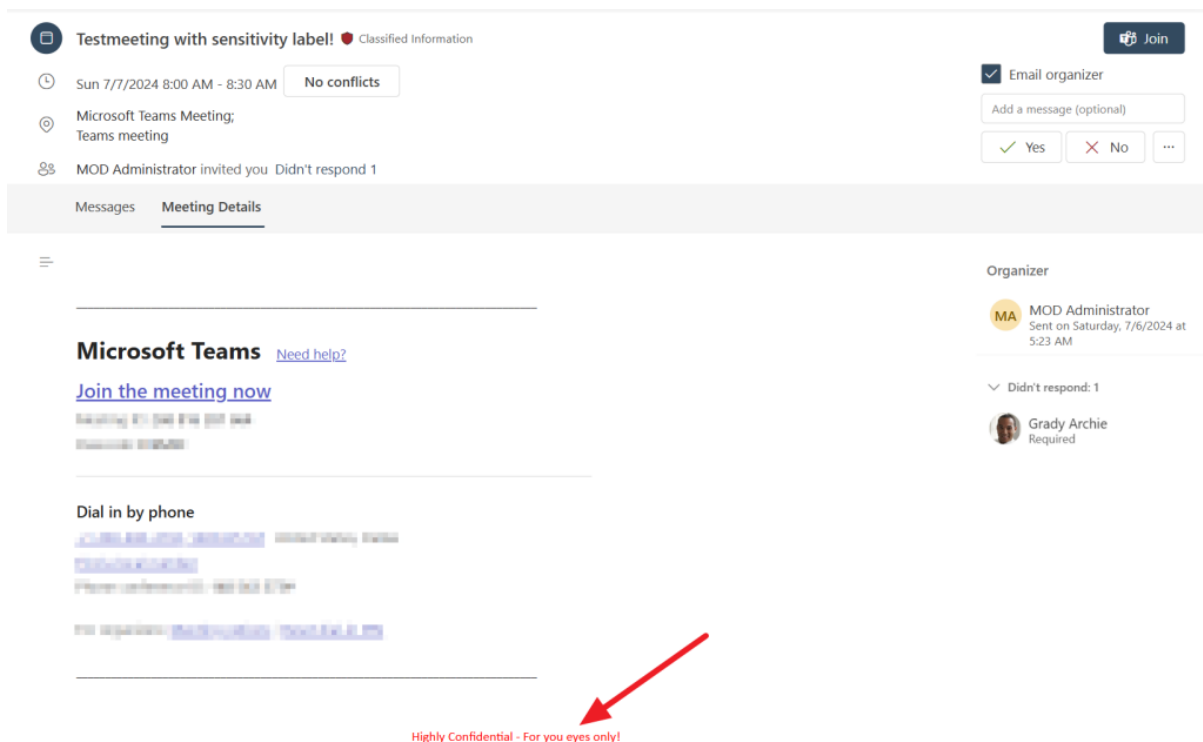 Testmeeting with sensitivity label! Classified Information
Join
Sun 7/7/2024 8:00 AM - 8:30 AM No conflicts
Email organizer
Microsoft Teams Meeting;
Teams meeting
Add a message (optional)
Yes No ...
MOD Administrator invited you Didn't respond 1
Messages Meeting Details
Organizer
MA MOD Administrator
Sent on Saturday, 7/6/2024 at
5:23 AM
Microsoft Teams Need help?
Join the meeting now
Didn't respond: 1
Grady Archie
Required
Dial in by phone
Highly Confidential - For you eyes only!